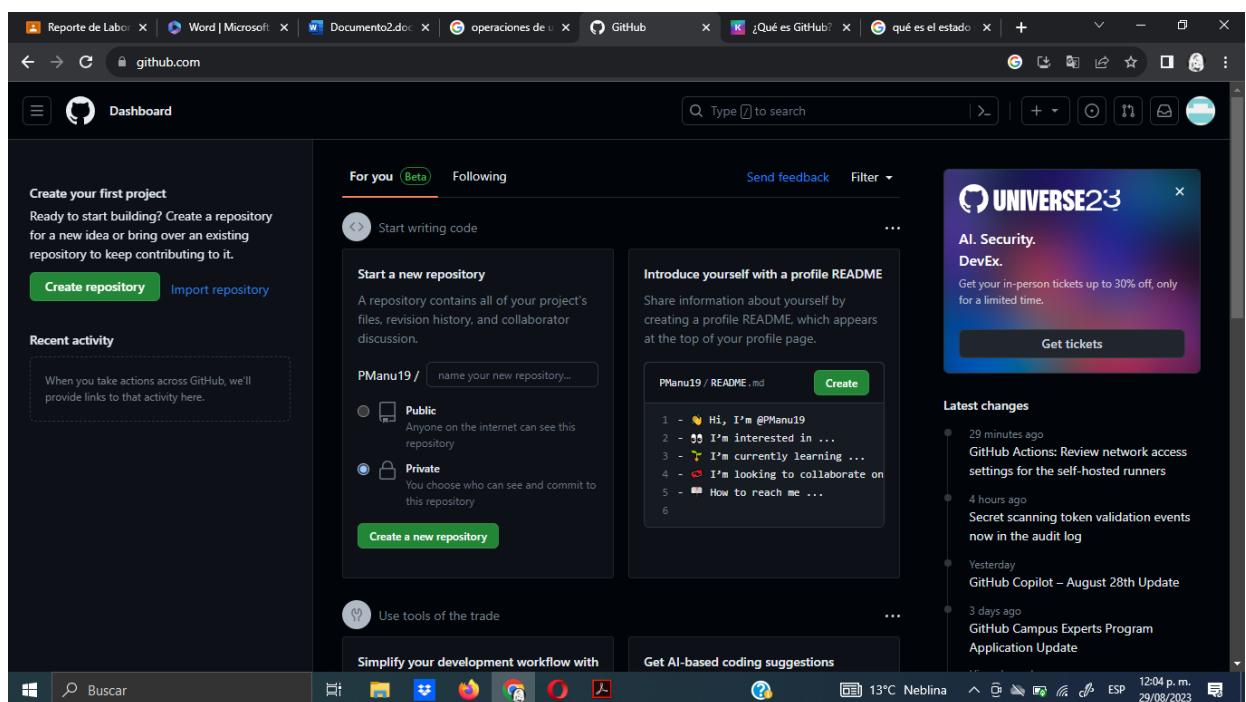 Reporte de Labor
Word | Microsoft
Documento2.doc
operaciones de u
GitHub
¿Qué es GitHub?
qué es el estado
github.com
Dashboard
Type / to search
Create your first project
Ready to start building? Create a repository
for a new idea or bring over an existing
repository to keep contributing to it.
Create repository
Import repository
Recent activity
When you take actions across GitHub, we'll
provide links to that activity here.
For you Beta
Following
Send feedback
Filter
Start writing code
Start a new repository
A repository contains all of your project's
files, revision history, and collaborator
discussion.
PManu19 /
name your new repository...
Public
Anyone on the internet can see this
repository
Private
You choose who can see and commit to
this repository
Create a new repository
Introduce yourself with a profile README
Share information about yourself by
creating a profile README, which appears
at the top of your profile page.
PManu19 / README.md
Create
1 - 👋 Hi, I'm @PManu19
2 - 👀 I'm interested in ...
3 - 🌱 I'm currently learning ...
4 - 💞️ I'm looking to collaborate on
5 - 📫 How to reach me ...
6
Use tools of the trade
Simplify your development workflow with
Get AI-based coding suggestions
UNIVERSE23
AI. Security.
DevEx.
Get your in-person tickets up to 30% off, only
for a limited time.
Get tickets
Latest changes
29 minutes ago
GitHub Actions: Review network access
settings for the self-hosted runners
4 hours ago
Secret scanning token validation events
now in the audit log
Yesterday
GitHub Copilot – August 28th Update
3 days ago
GitHub Campus Experts Program
Application Update
Buscar
13°C Neblina
ESP
12:04 p. m.
29/08/2023